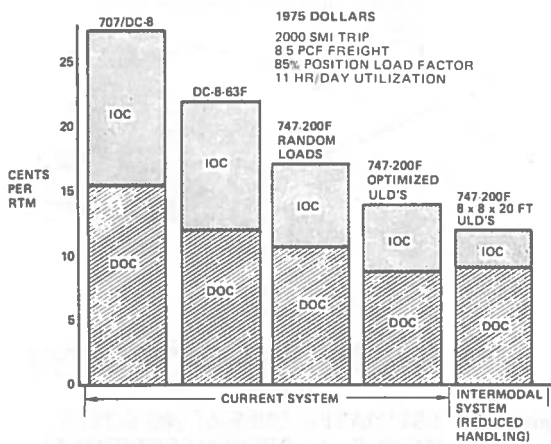 1975 DOLLARS
2000 SMI TRIP
8 5 PCF FREIGHT
85% POSITION LOAD FACTOR
11 HR/DAY UTILIZATION
CENTS
PER
RTM
25
20
15
10
5
0
707/DC-8
IOC
DOC
DC-8-63F
IOC
DOC
747-200F
RANDOM
LOADS
IOC
DOC
747-200F
OPTIMIZED
ULD'S
IOC
DOC
747-200F
8 x 8 x 20 FT
ULD'S
IOC
DOC
CURRENT SYSTEM
INTERMODAL
SYSTEM
(REDUCED
HANDLING)